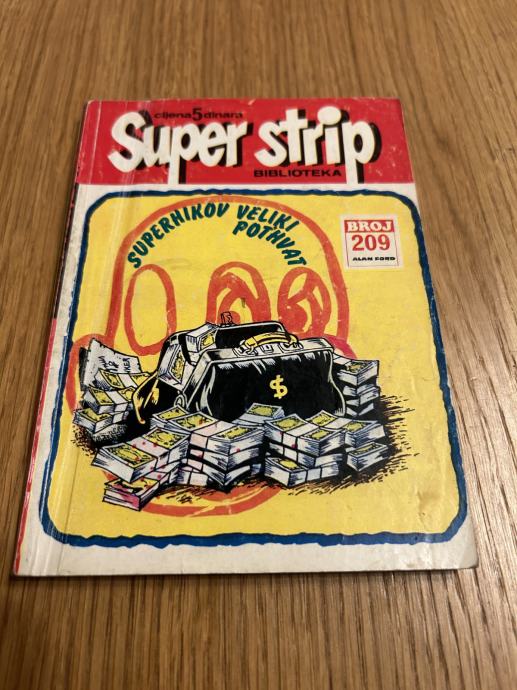 cijena 5 dinara
Super strip
BIBLIOTEKA
SUPERHIKOV VELIKI
POTHVAT
BROJ
209
ALAN FORD
$